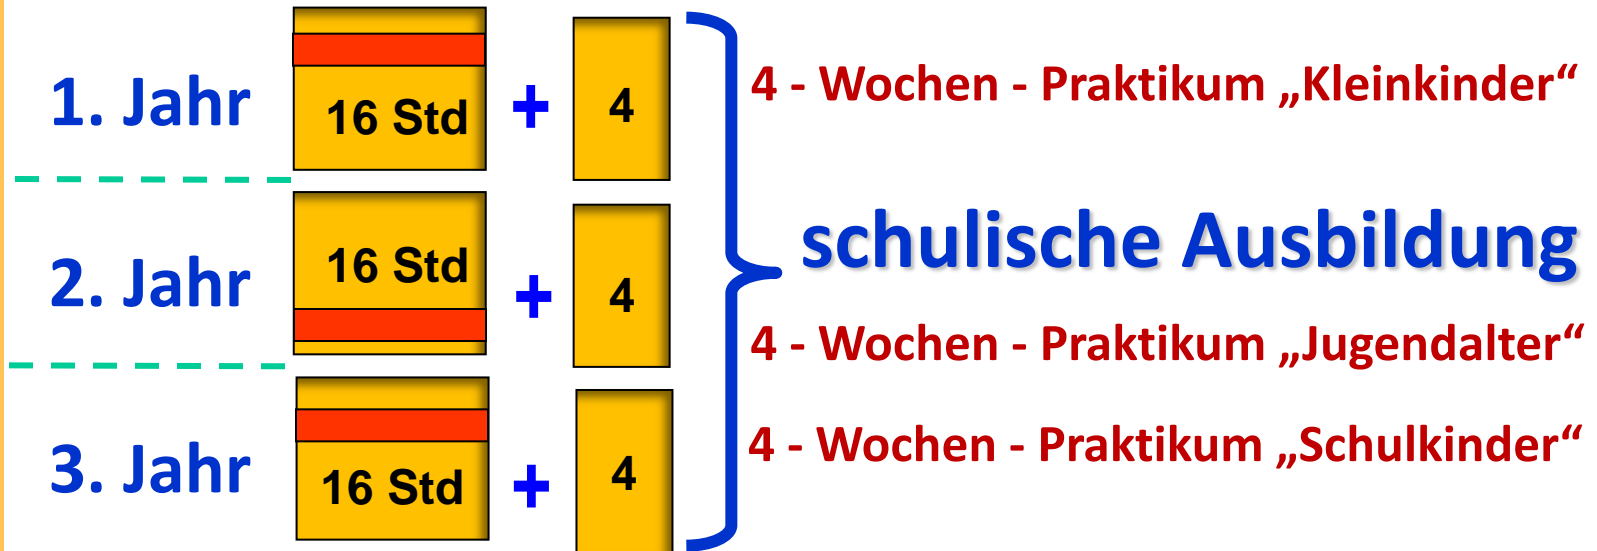 1. Jahr 16 Std + 4 4 - Wochen - Praktikum „Kleinkinder“
schulische Ausbildung
2. Jahr 16 Std + 4
4 - Wochen - Praktikum „Jugendalter“
3. Jahr 16 Std + 4 4 - Wochen - Praktikum „Schulkinder“